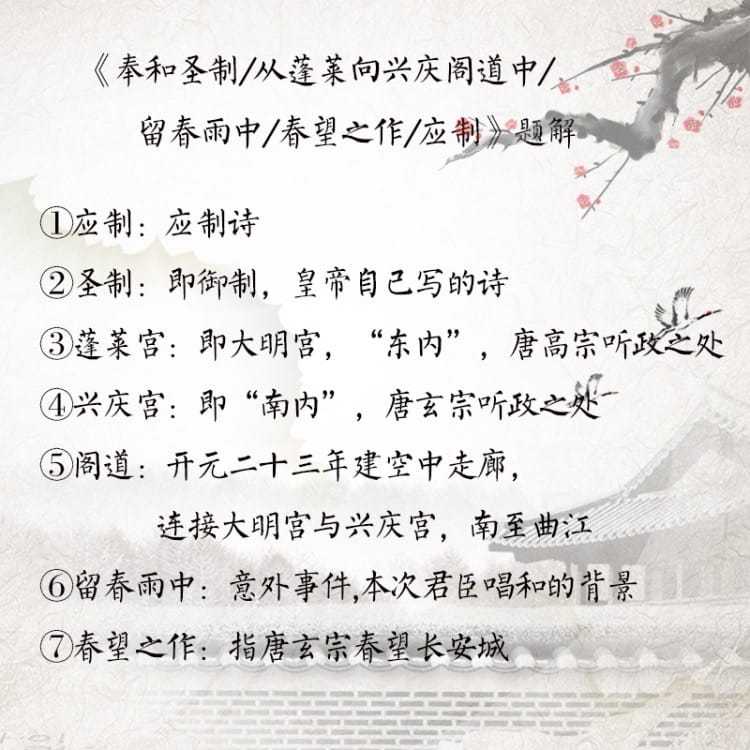 《奉和圣制/从蓬莱向兴庆阁道中/
留春雨中/春望之作/应制》题解
①应制：应制诗
②圣制：即御制，皇帝自己写的诗
③蓬莱宫：即大明宫，“东内”，唐高宗听政之处
④兴庆宫：即“南内”，唐玄宗听政之处
⑤阁道：开元二十三年建空中走廊，
连接大明宫与兴庆宫，南至曲江
⑥留春雨中：意外事件,本次君臣唱和的背景
⑦春望之作：指唐玄宗春望长安城